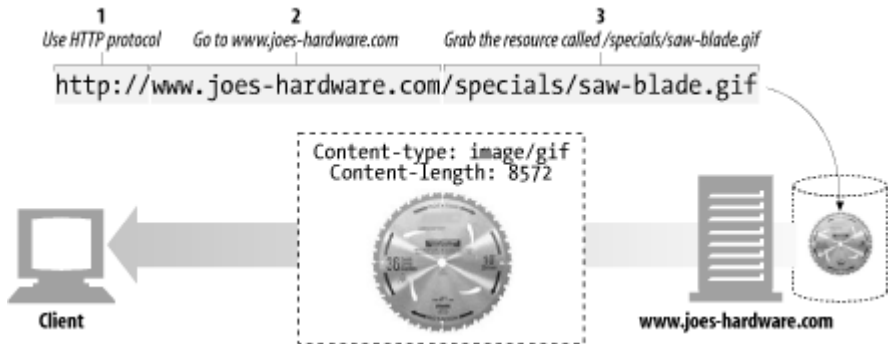 1 2 3
Use HTTP protocol Go to www.joes-hardware.com Grab the resource called /specials/saw-blade.gif
http://www.joes-hardware.com/specials/saw-blade.gif
Content-type: image/gif
Content-length: 8572
36
Client
www.joes-hardware.com